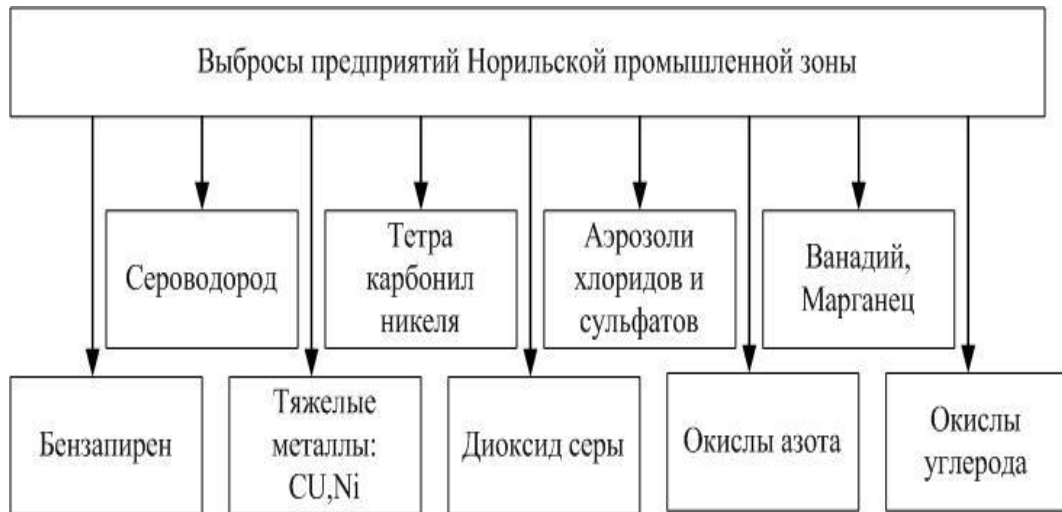 Выбросы предприятий Норильской промышленной зоны
Сероводород
Тетра
карбонил
никеля
Аэрозоли
хлоридов и
сульфатов
Ванадий,
Марганец
Бензапирен
Тяжелые
металлы:
CU,Ni
Диоксид серы
Окислы азота
Окислы
углерода